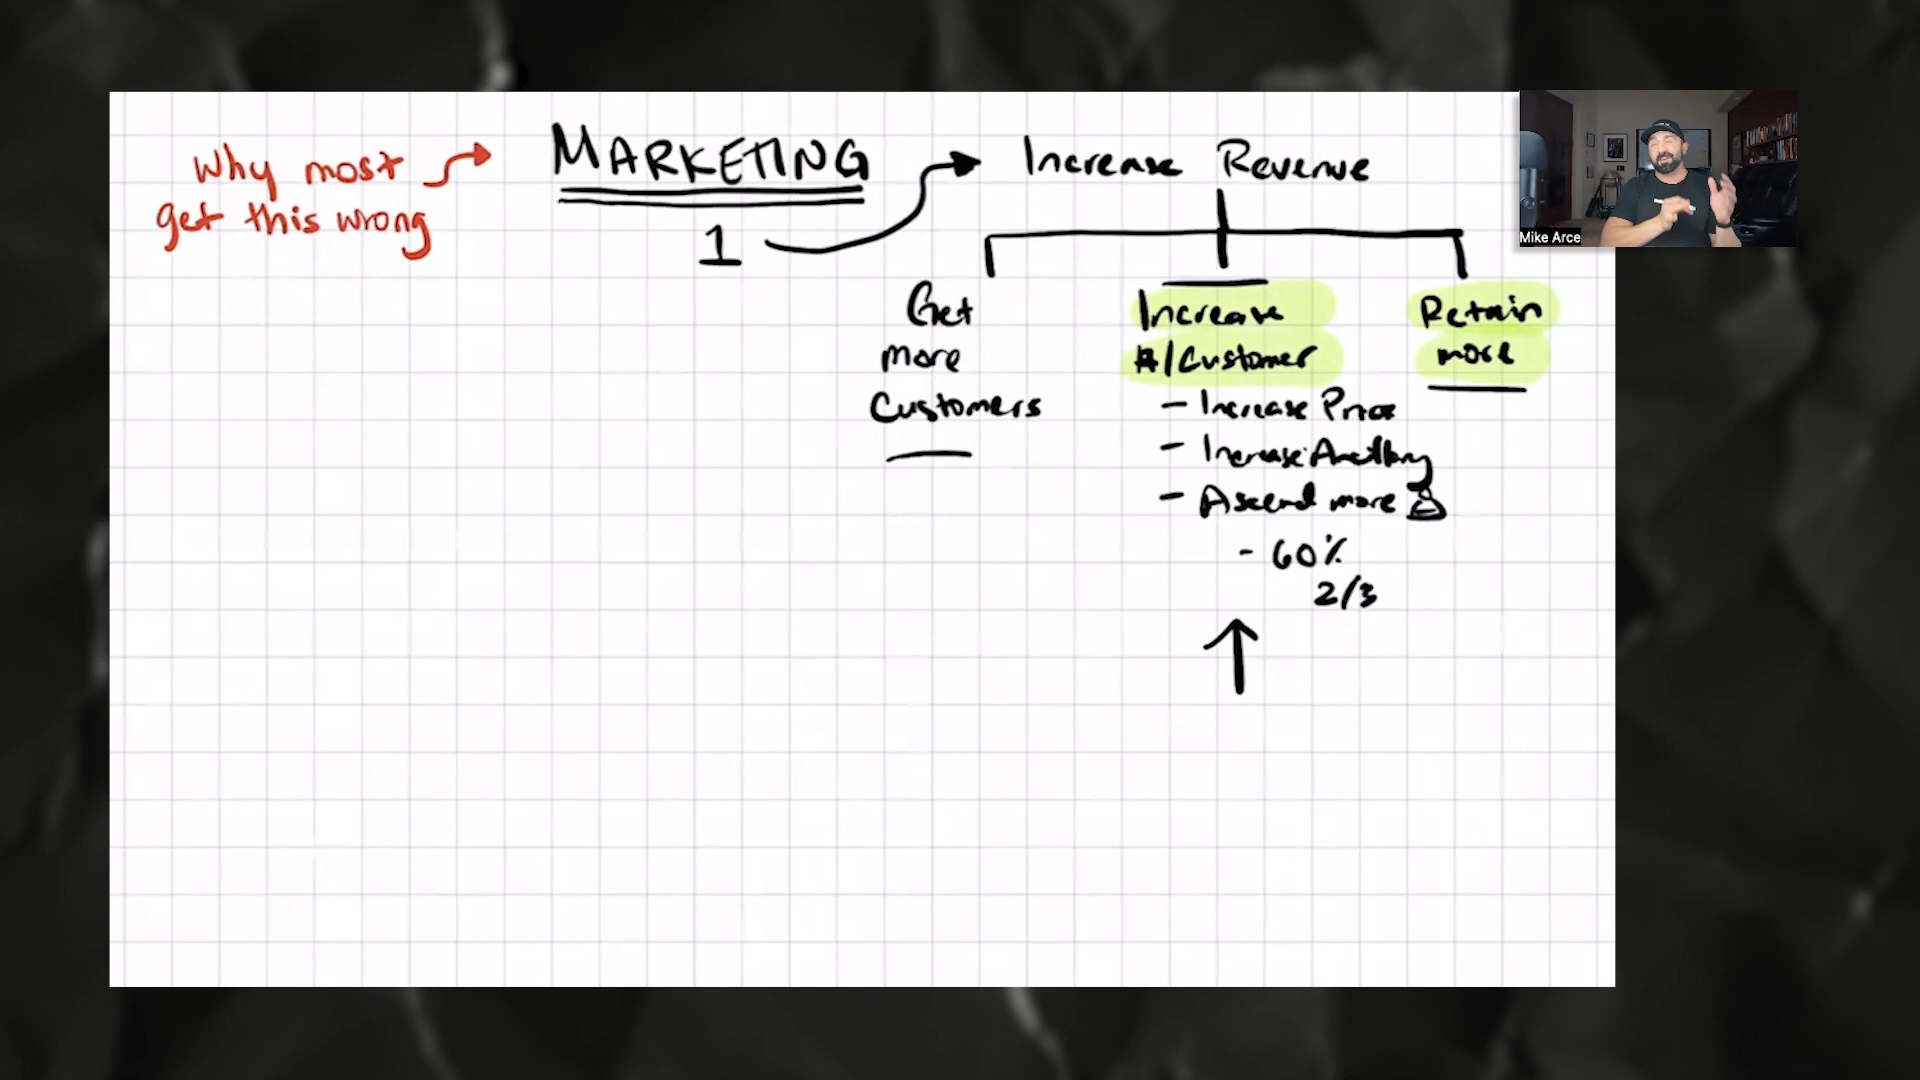 Why most
get this wrong
MARKETING
1
Increase Revenue
Get
more
Customers
Increase
$/Customer
- Increase Price
- Increase Ancillary
- Ascend more
- 60%
2/3
Retain
more
Mike Arce